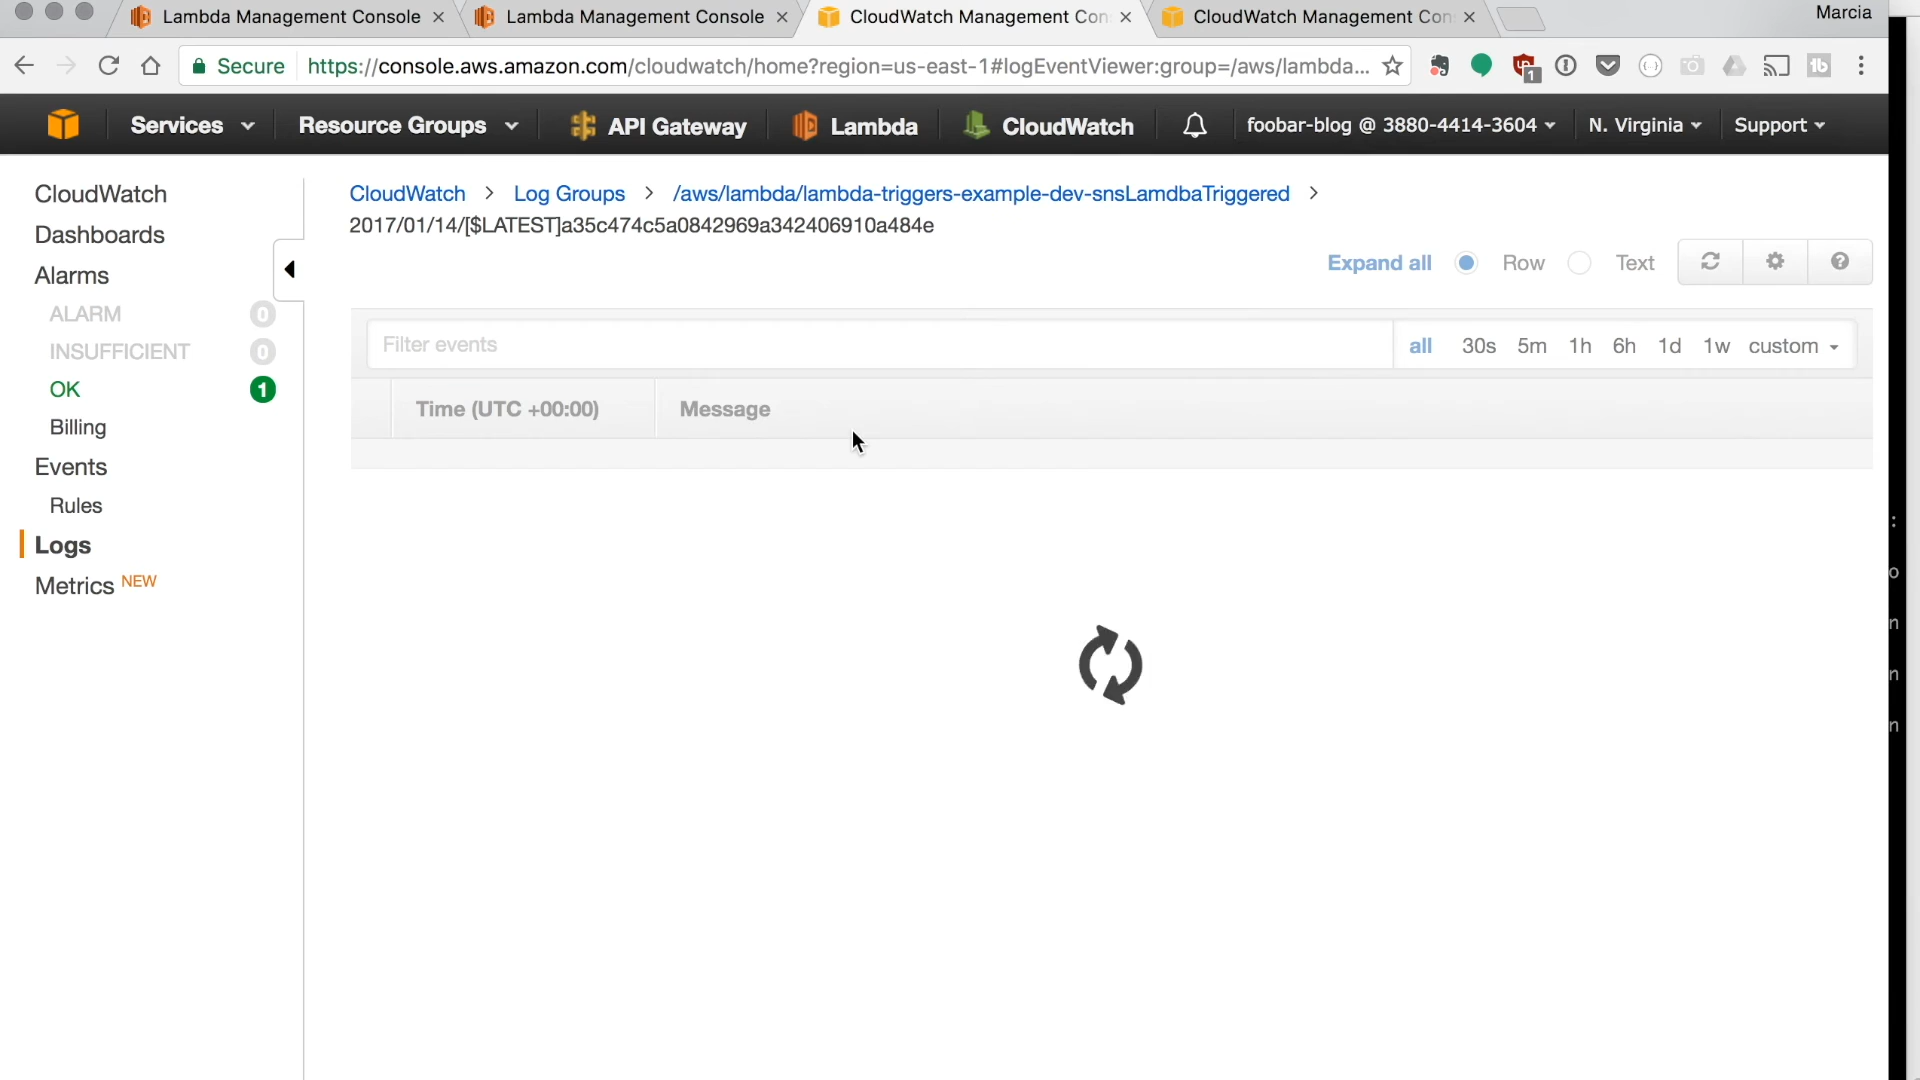 Lambda Management Console
Lambda Management Console
CloudWatch Management Con
CloudWatch Management Con
Marcia
Secure
https://console.aws.amazon.com/cloudwatch/home?region=us-east-1#logEventViewer:group=/aws/lambda...
1
Services
Resource Groups
API Gateway
Lambda
CloudWatch
foobar-blog @ 3880-4414-3604
N. Virginia
Support
CloudWatch
Dashboards
Alarms
ALARM 0
INSUFFICIENT 0
OK 1
Billing
Events
Rules
Logs
Metrics NEW
CloudWatch > Log Groups > /aws/lambda/lambda-triggers-example-dev-snsLamdbaTriggered >
2017/01/14/[$LATEST]a35c474c5a0842969a342406910a484e
Expand all Row Text
Filter events
all 30s 5m 1h 6h 1d 1w custom
Time (UTC +00:00) Message
:
o
n
n
n